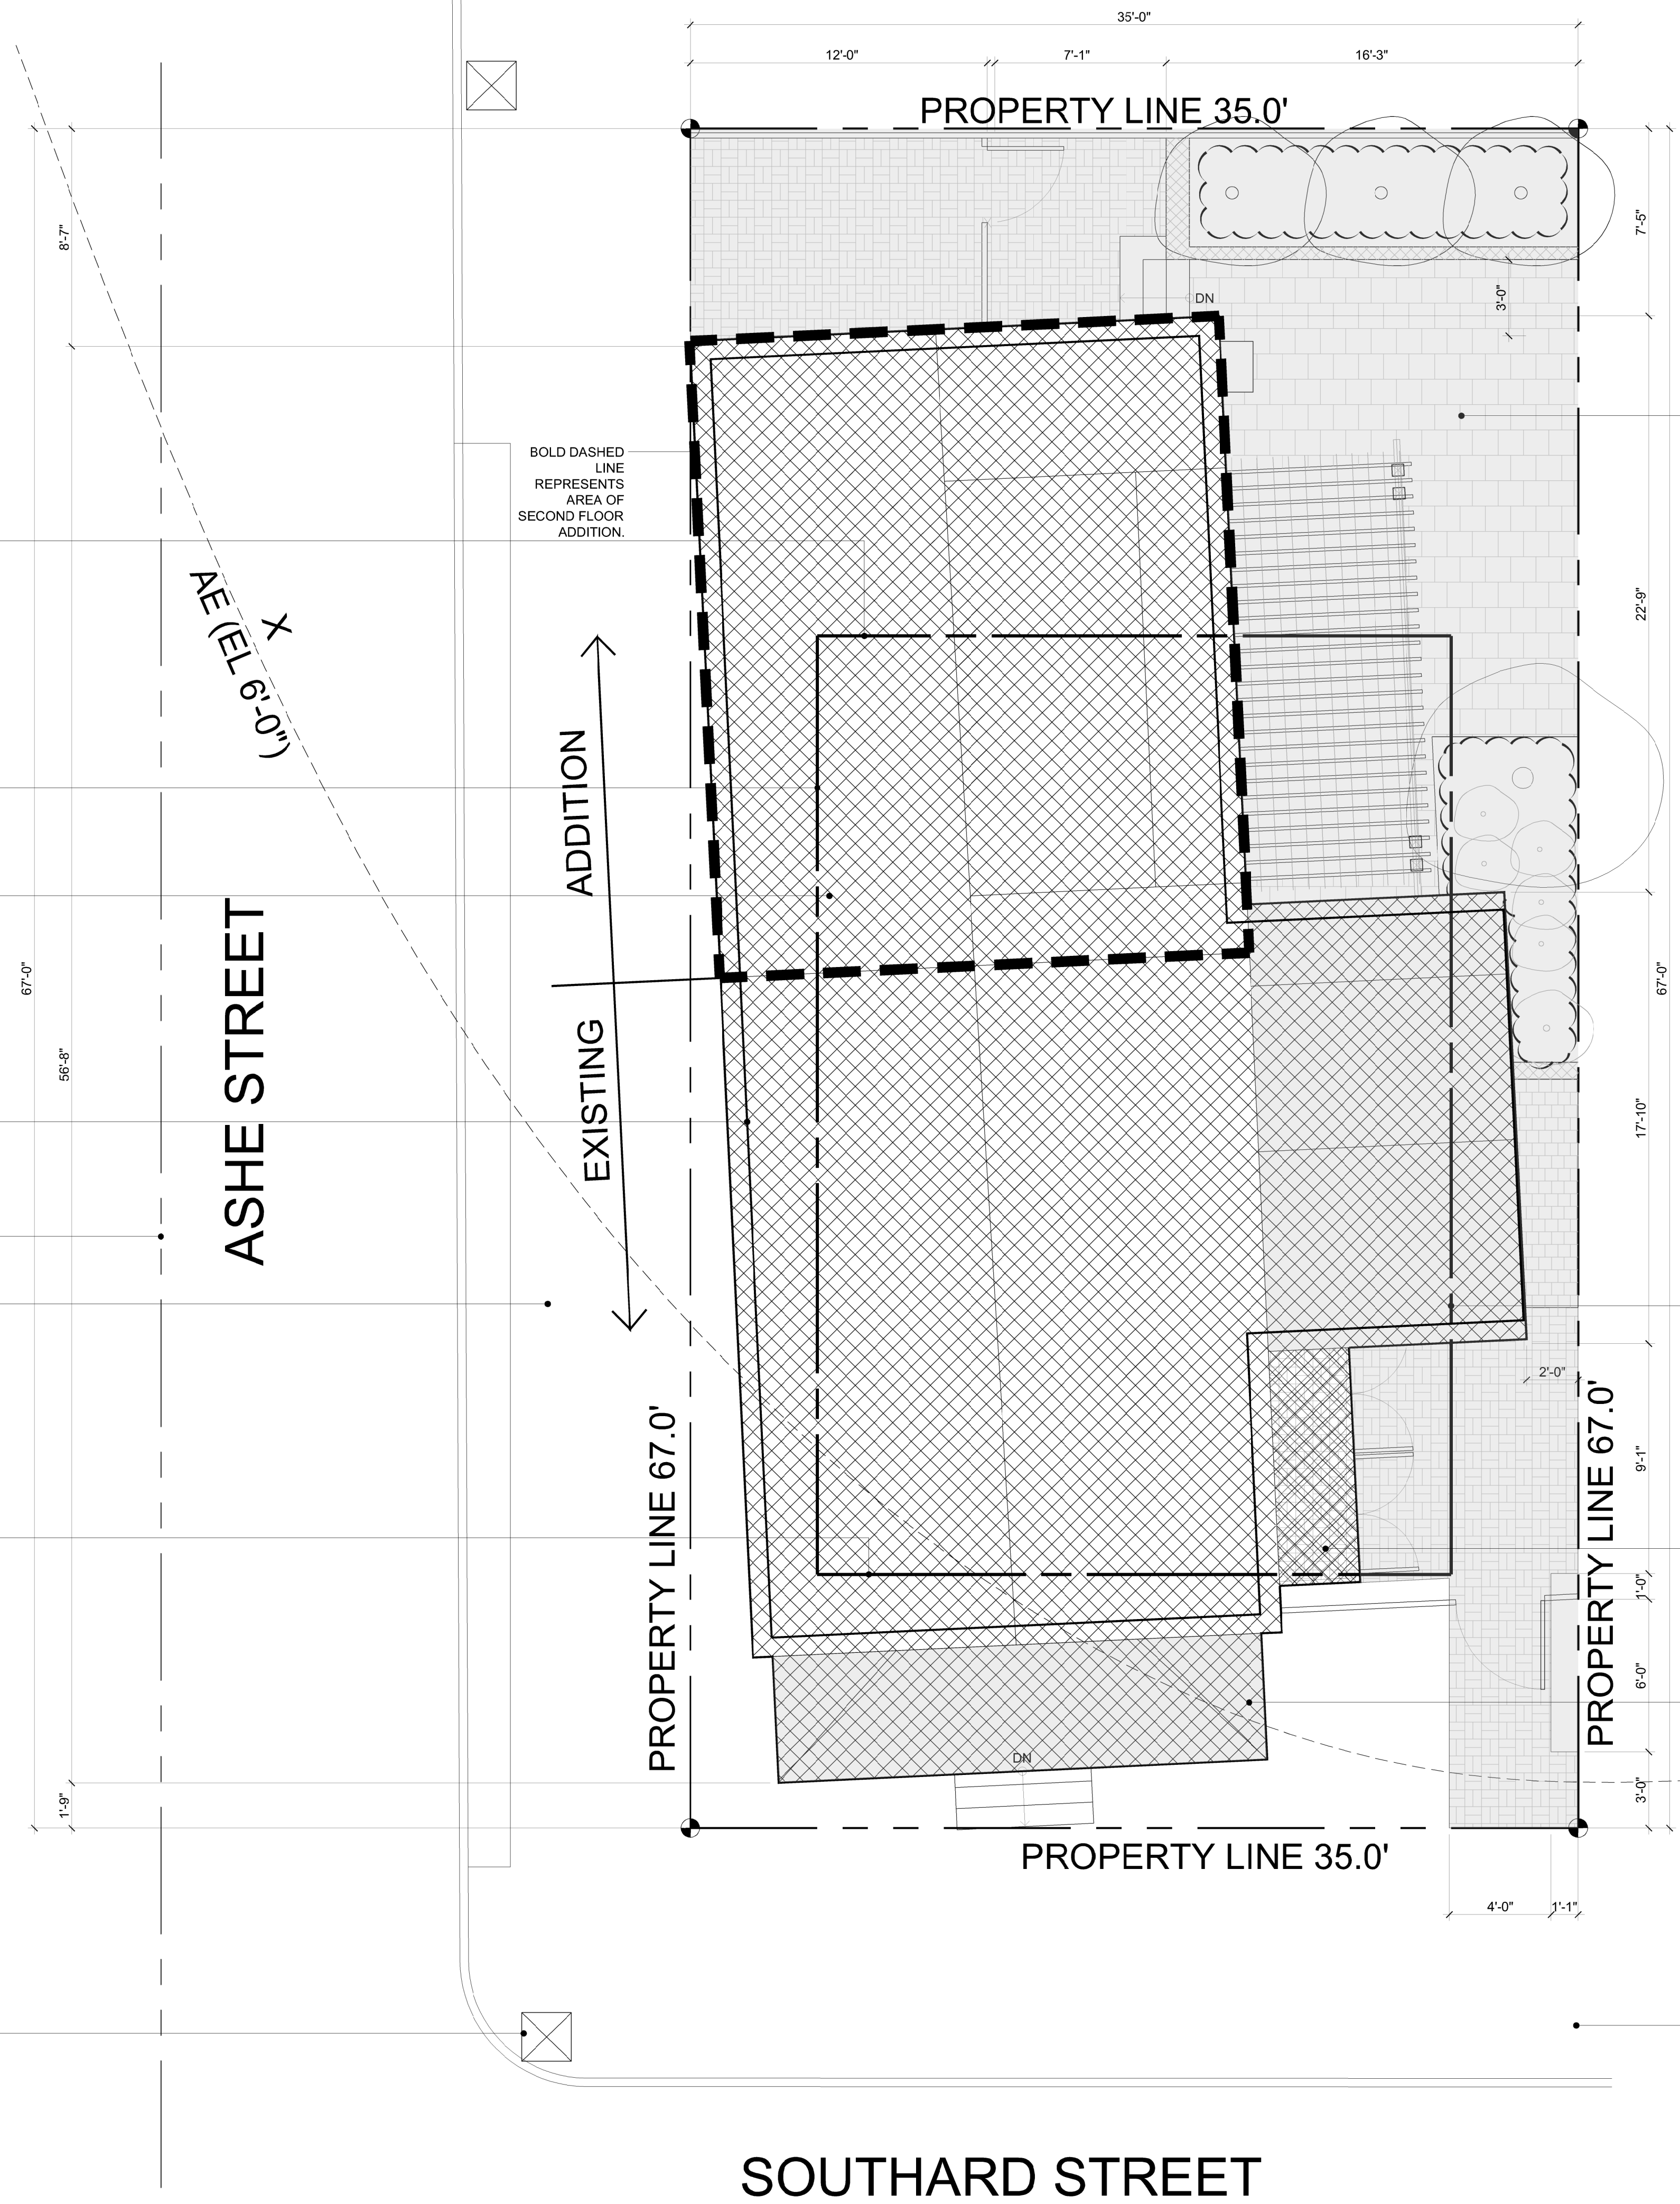 35'-0"
12'-0"
7'-1"
16'-3"
PROPERTY LINE 35.0'
8'-7"
7'-5"
3'-0"
DN
BOLD DASHED
LINE
REPRESENTS
AREA OF
SECOND FLOOR
ADDITION.
X
AE (EL 6'-0")
22'-9"
ADDITION
EXISTING
ASHE STREET
67'-0"
56'-8"
67'-0"
17'-10"
2'-0"
PROPERTY LINE 67.0'
PROPERTY LINE 67.0'
9'-1"
1'-0"
6'-0"
DN
1'-9"
3'-0"
PROPERTY LINE 35.0'
4'-0"
1'-1"
SOUTHARD STREET